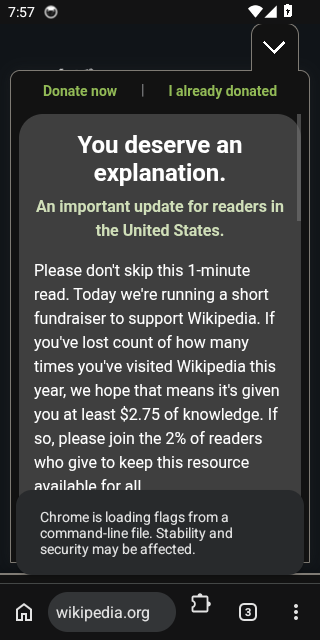 7:57
Donate now | I already donated
You deserve an
explanation.
An important update for readers in
the United States.
Please don't skip this 1-minute
read. Today we're running a short
fundraiser to support Wikipedia. If
you've lost count of how many
times you've visited Wikipedia this
year, we hope that means it's given
you at least $2.75 of knowledge. If
so, please join the 2% of readers
who give to keep this resource
available for all
Chrome is loading flags from a
command-line file. Stability and
security may be affected.
wikipedia.org
3